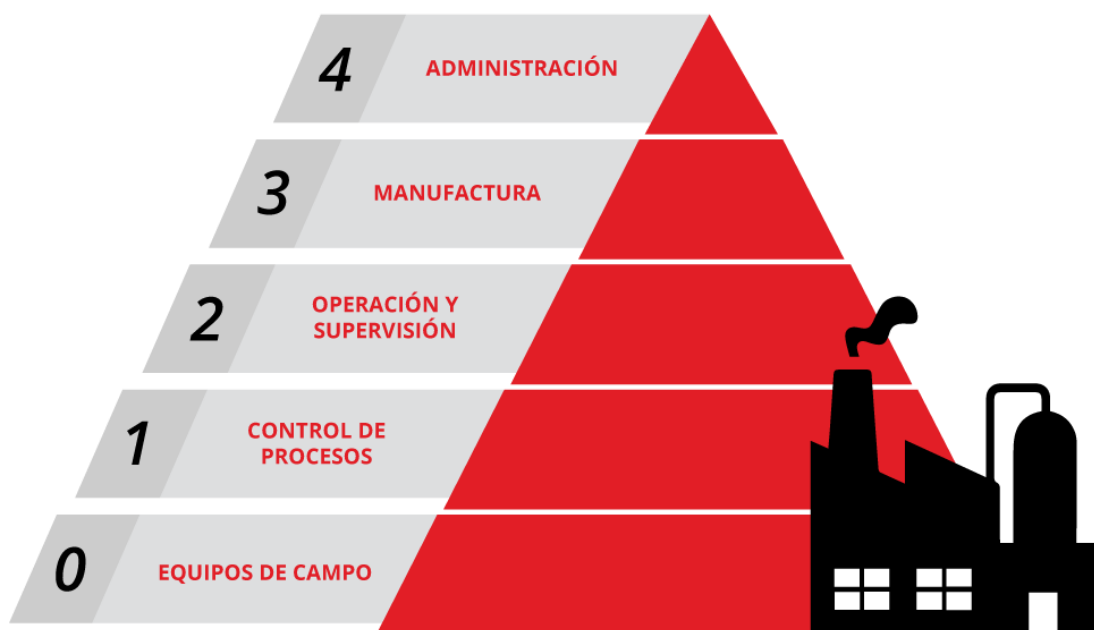 4
ADMINISTRACIÓN
3
MANUFACTURA
2
OPERACIÓN Y
SUPERVISIÓN
1
CONTROL DE
PROCESOS
0
EQUIPOS DE CAMPO